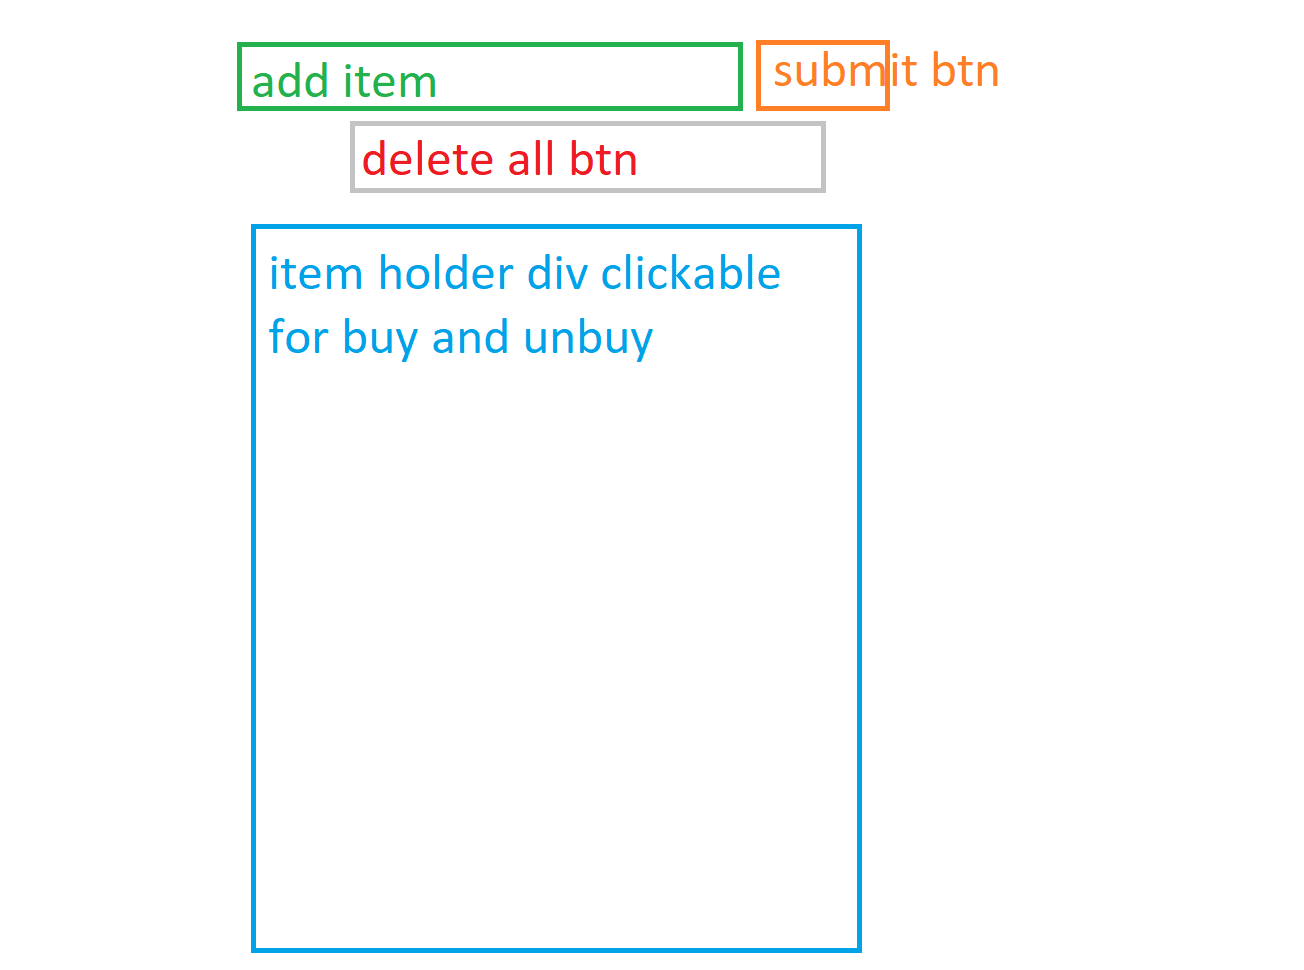 add item
submit btn
delete all btn
item holder div clickable
for buy and unbuy